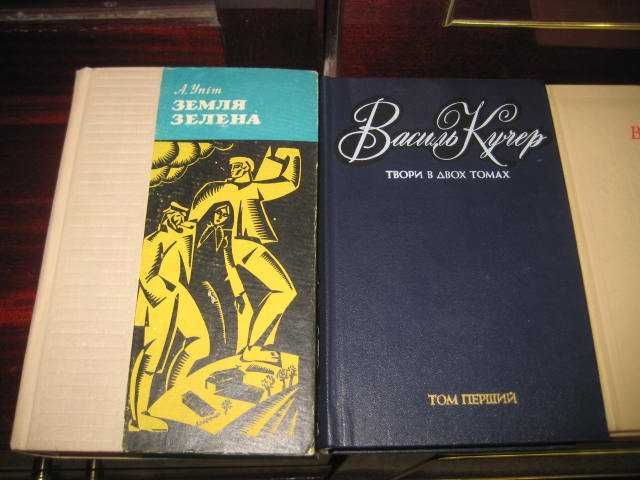 А. Упіт
ЗЕМЛЯ
ЗЕЛЕНА
Василь Кучер
ТВОРИ В ДВОХ ТОМАХ
ТОМ ПЕРШИЙ
В